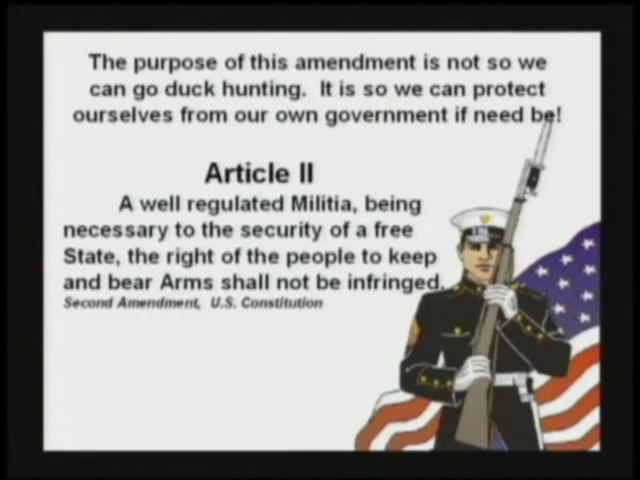 The purpose of this amendment is not so we
can go duck hunting. It is so we can protect
ourselves from our own government if need be!
Article II
A well regulated Militia, being
necessary to the security of a free
State, the right of the people to keep
and bear Arms shall not be infringed.
Second Amendment, U.S. Constitution